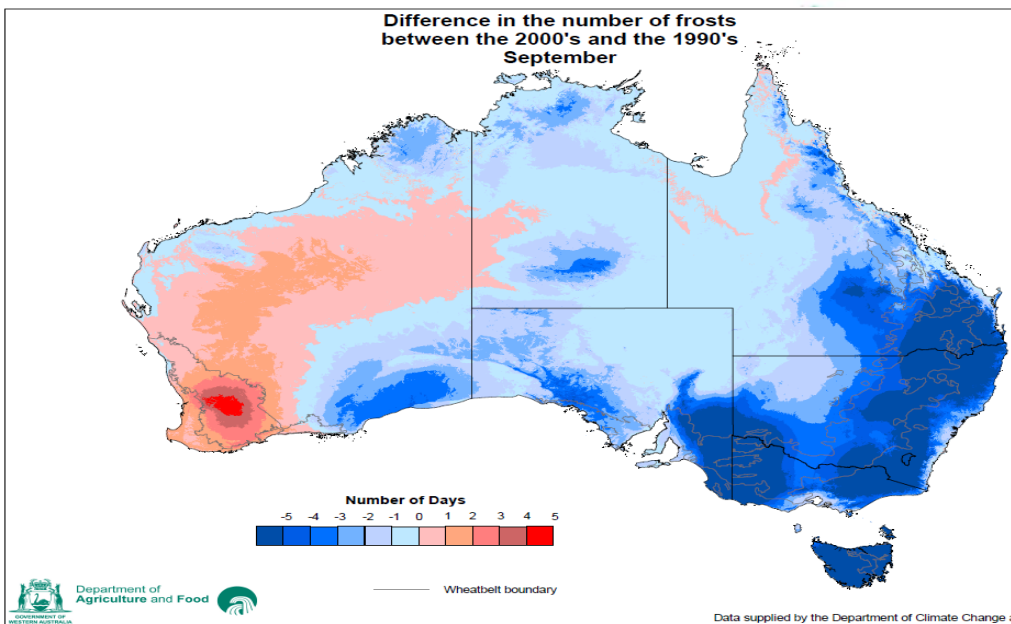 Difference in the number of frosts
between the 2000's and the 1990's
September
Number of Days
-5 -4 -3 -2 -1 0 1 2 3 4 5
Wheatbelt boundary
Department of
Agriculture and Food
GOVERNMENT OF
WESTERN AUSTRALIA
Data supplied by the Department of Climate Change a